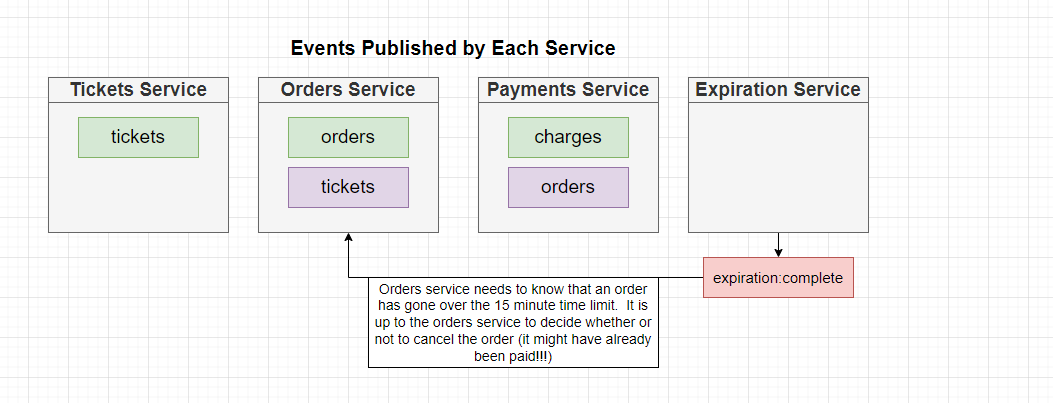 Events Published by Each Service
Tickets Service
Orders Service
Payments Service
Expiration Service
tickets
orders
charges
tickets
orders
expiration:complete
Orders service needs to know that an order
has gone over the 15 minute time limit.  It is
up to the orders service to decide whether or
not to cancel the order (it might have already
been paid!!!)